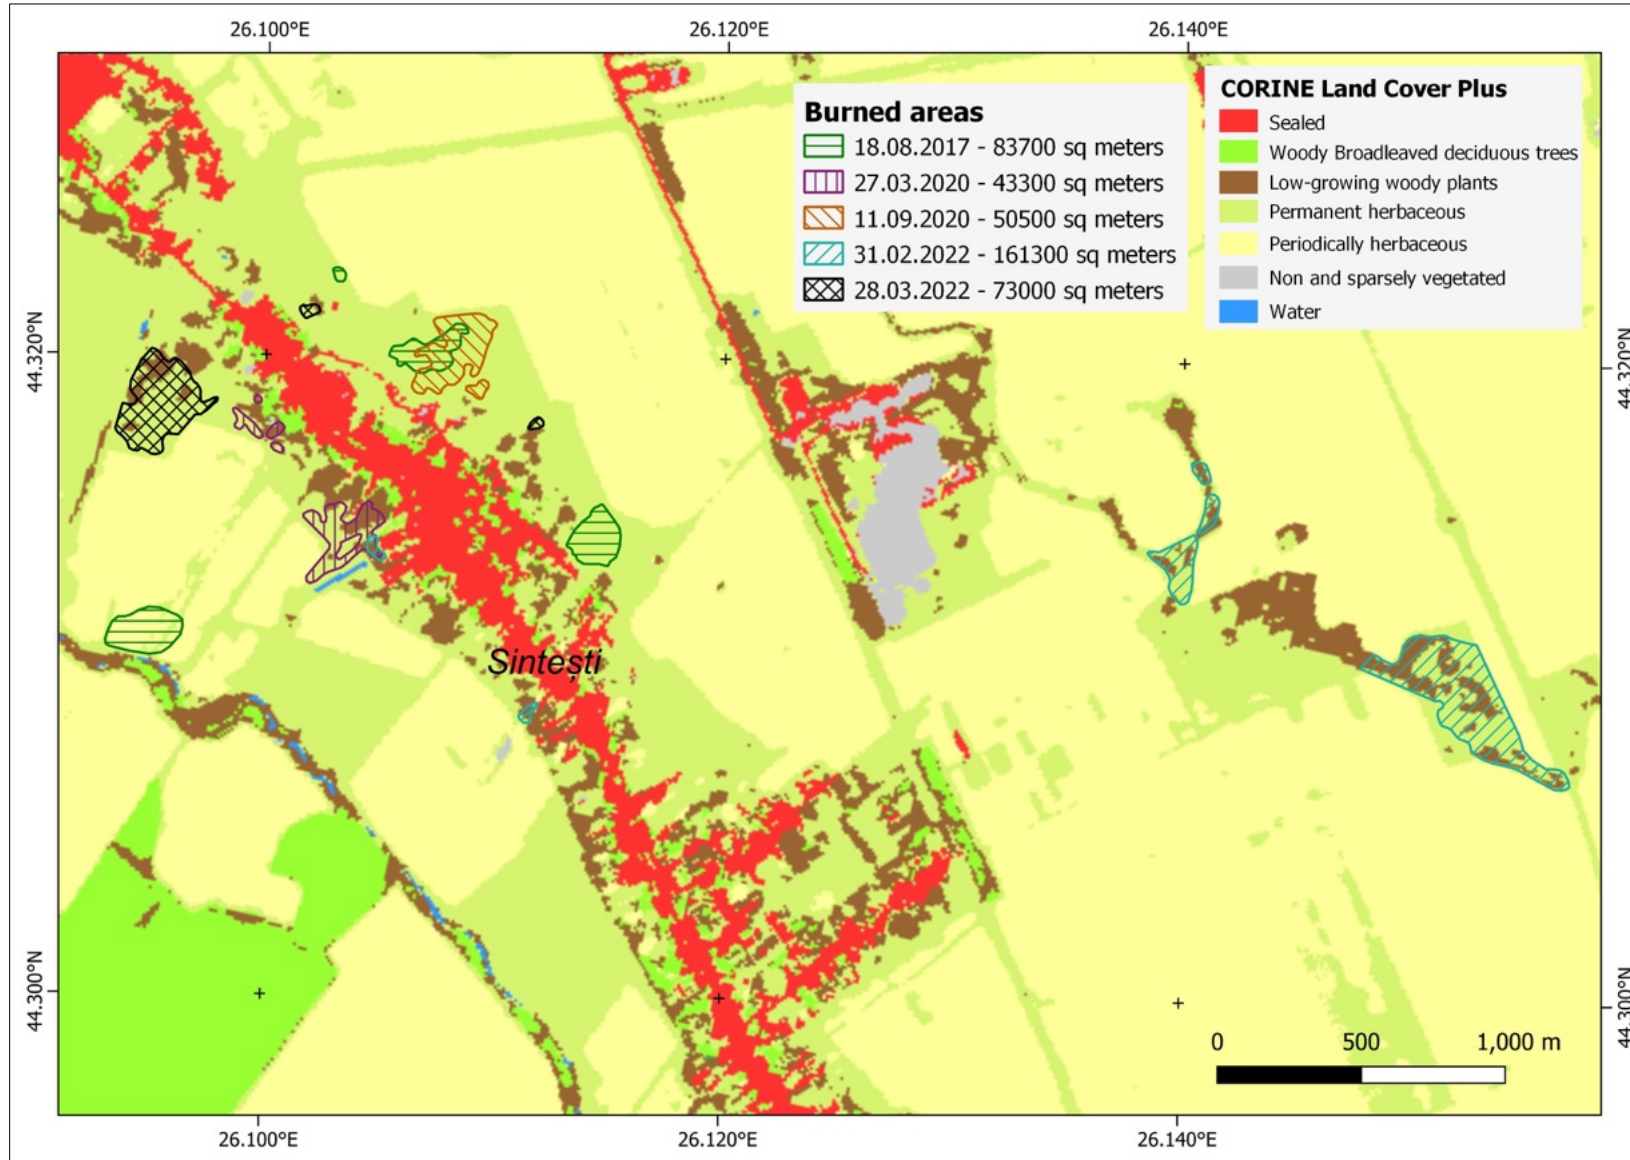 26.100°E 26.120°E 26.140°E
Burned areas
18.08.2017 - 83700 sq meters
27.03.2020 - 43300 sq meters
11.09.2020 - 50500 sq meters
31.02.2022 - 161300 sq meters
28.03.2022 - 73000 sq meters
CORINE Land Cover Plus
Sealed
Woody Broadleaved deciduous trees
Low-growing woody plants
Permanent herbaceous
Periodically herbaceous
Non and sparsely vegetated
Water
44.320°N
44.320°N
Sintești
44.300°N
44.300°N
0 500 1,000 m
26.100°E 26.120°E 26.140°E